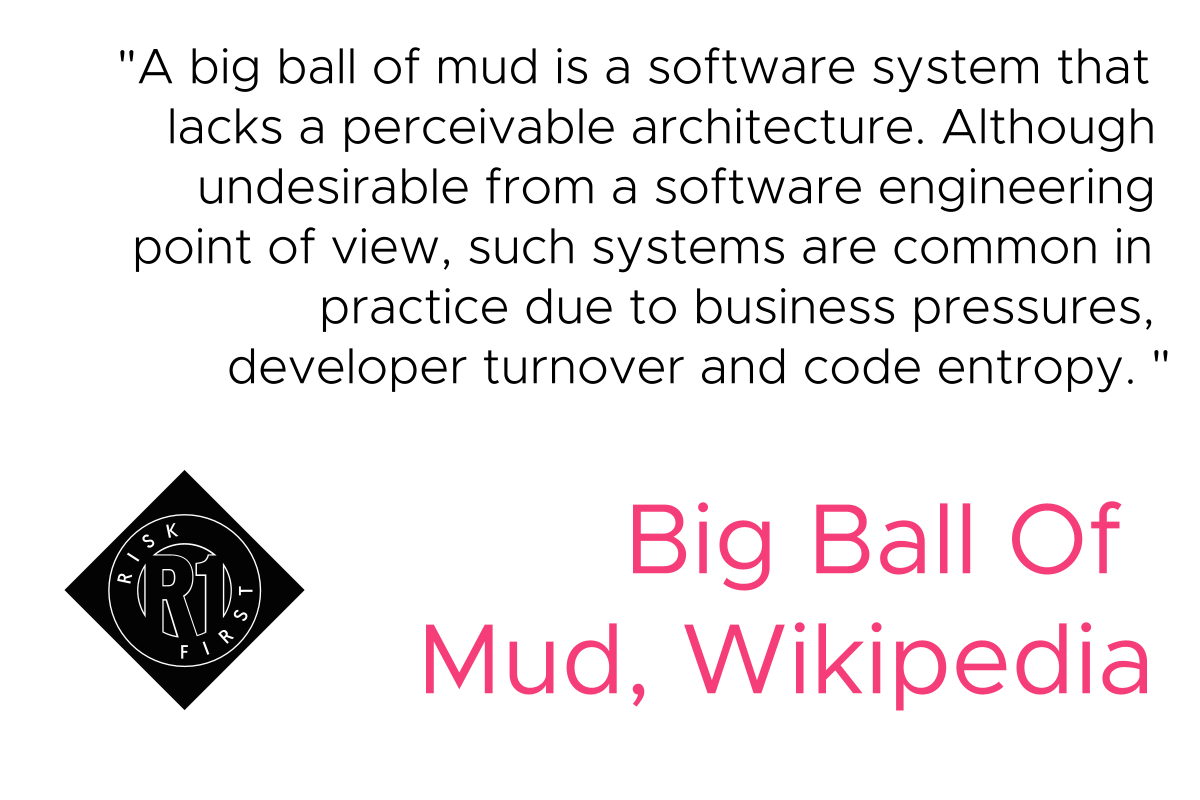 "A big ball of mud is a software system that
lacks a perceivable architecture. Although
undesirable from a software engineering
point of view, such systems are common in
practice due to business pressures,
developer turnover and code entropy. "
RISK
R1
FIRST
Big Ball Of
Mud, Wikipedia